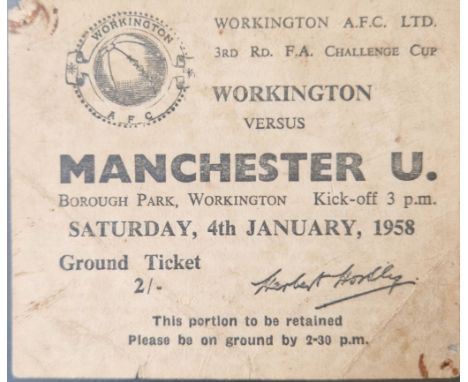 WORKINGTON
A F C
WORKINGTON A.F.C. LTD.
3RD RD. F.A. CHALLENGE CUP
WORKINGTON
VERSUS
MANCHESTER U.
BOROUGH PARK, WORKINGTON Kick-off 3 p.m.
SATURDAY, 4th JANUARY, 1958
Ground Ticket
2/-
Herbert
This portion to be retained
Please be on ground by 2-30 p.m.